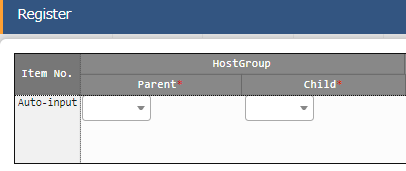 Register
Item No.
HostGroup
Parent*
Child*
Auto-input